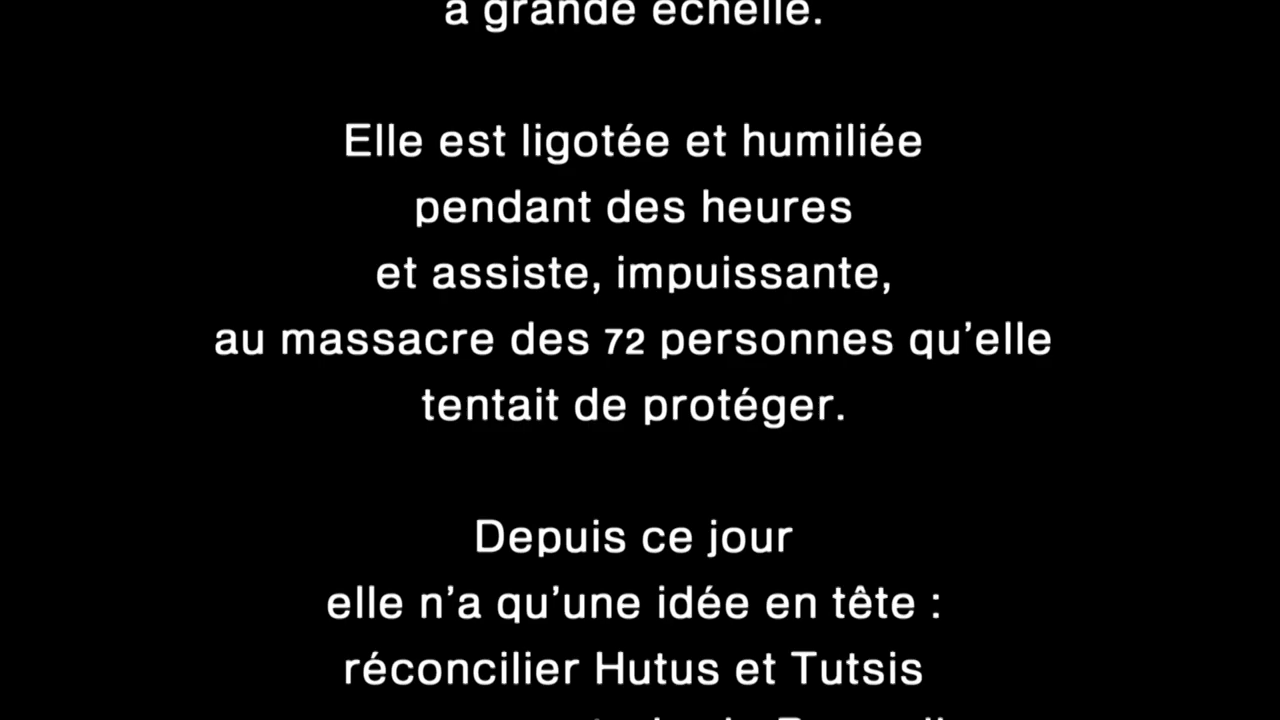 à grande échelle.
Elle est ligotée et humiliée
pendant des heures
et assiste, impuissante,
au massacre des 72 personnes qu’elle
tentait de protéger.
Depuis ce jour
elle n’a qu’une idée en tête :
réconcilier Hutus et Tutsis